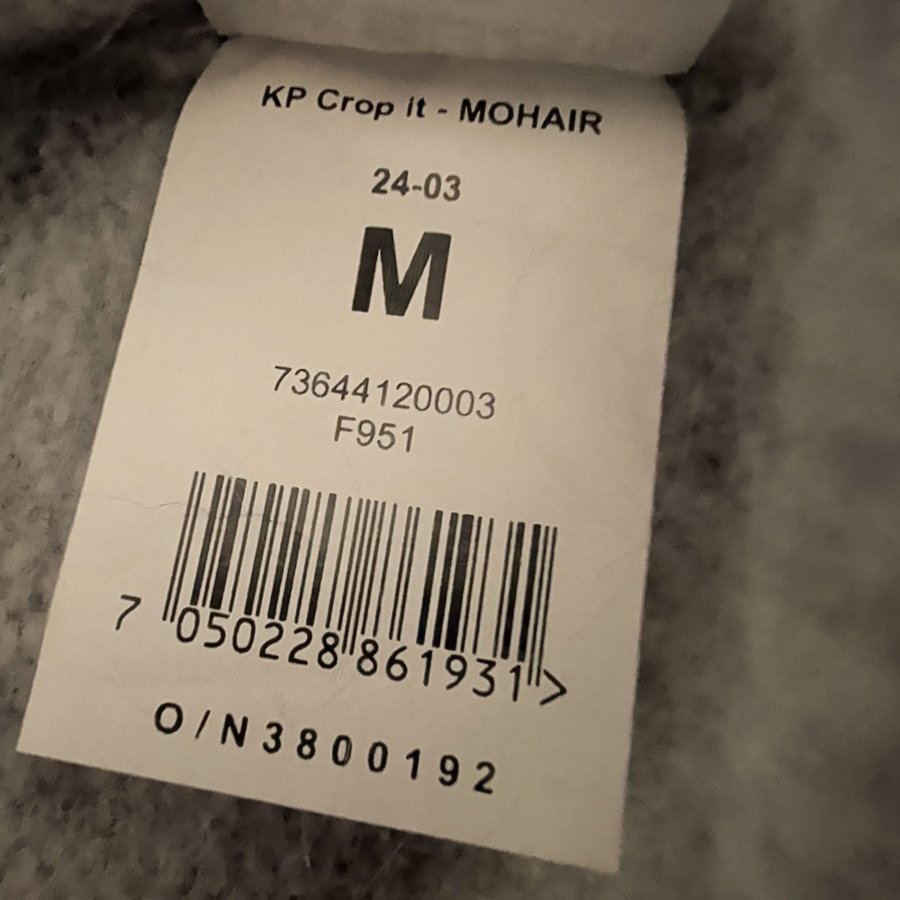 KP Crop it - MOHAIR
24-03
M
73644120003
F951
7 050228 861931 >
O/N3800192